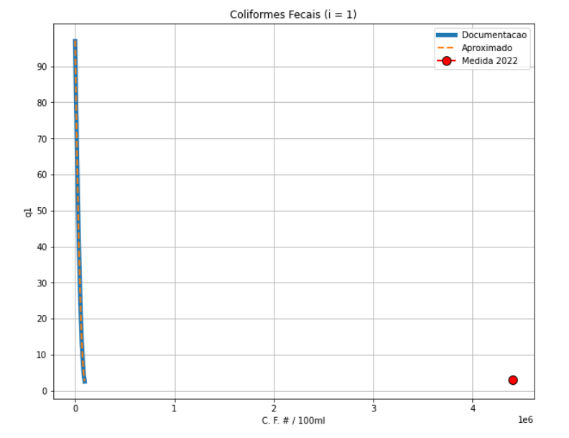 Coliformes Fecais (i = 1)
Documentacao
Aproximado
Medida 2022
90
80
70
60
50
40
30
20
10
0
q1
0 1 2 3 4
1e6
C. F. # / 100ml